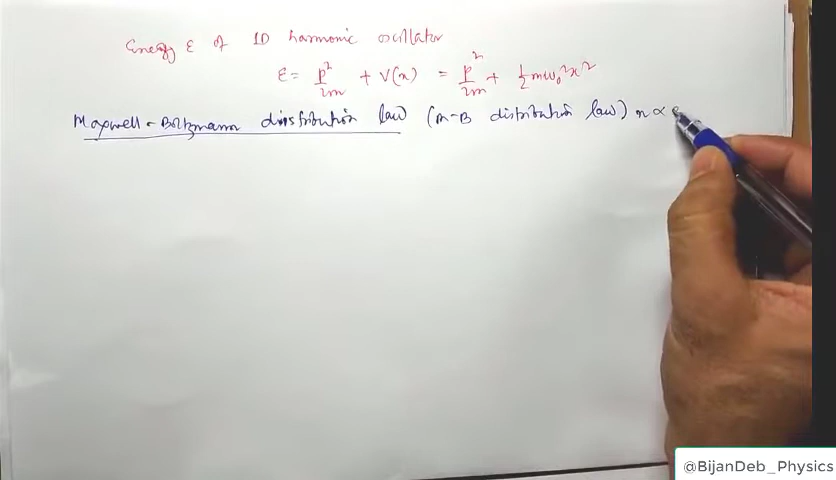 Energy ε of 1D harmonic oscillator
ε = p²/2m + V(x) = p²/2m + ½mω₀²x²
Maxwell-Boltzmann distribution law (M-B distribution law) n ∝ e
@BijanDeb_Physics